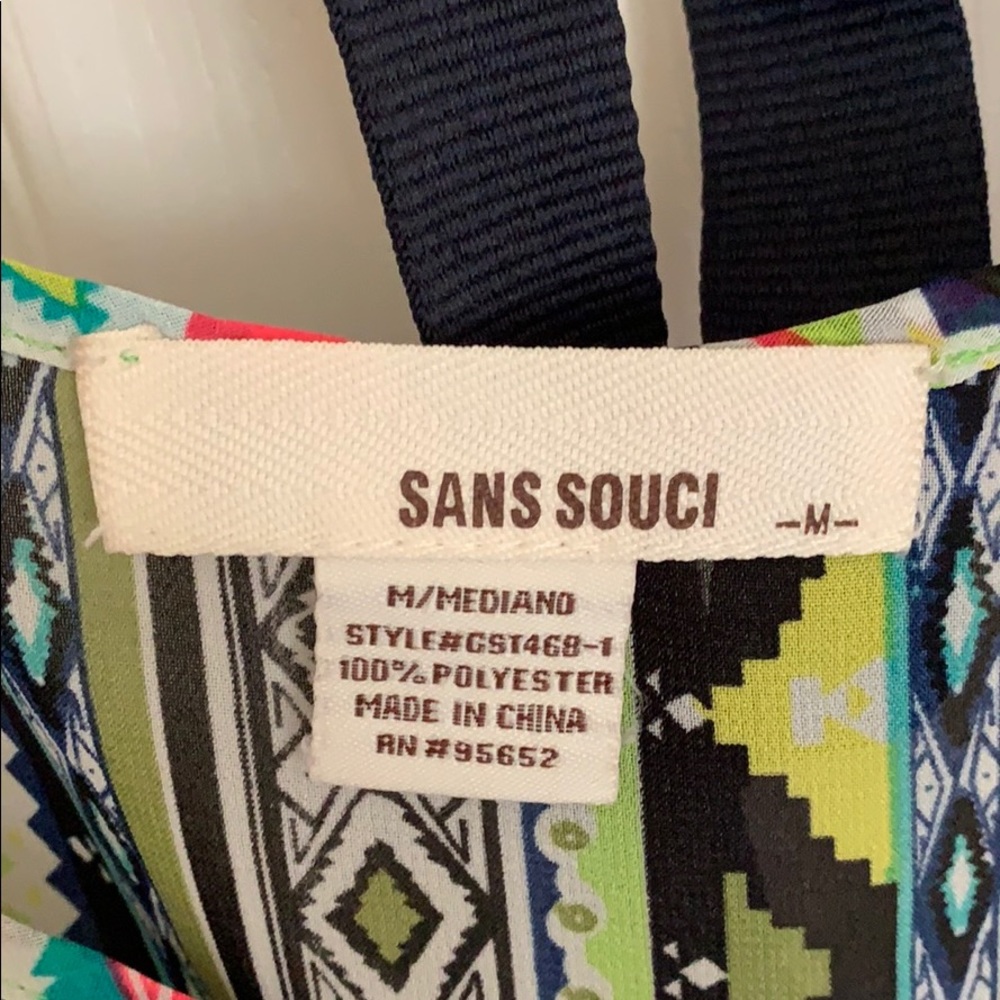 SANS SOUCI -M-
M/MEDIANO
STYLE#GST468-1
100% POLYESTER
MADE IN CHINA
RN #95652